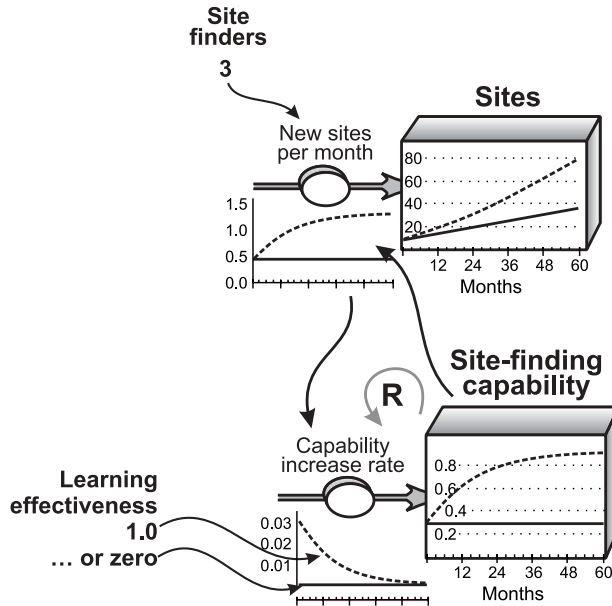 Site
finders
3
Sites
New sites
per month
80
60
40
20
1.5
1.0
0.5
0.0
12 24 36 48 60
Months
Site-finding
capability
R
Capability
increase rate
0.8
0.6
0.4
0.2
Learning
effectiveness
1.0
... or zero
0.03
0.02
0.01
12 24 36 48 60
Months